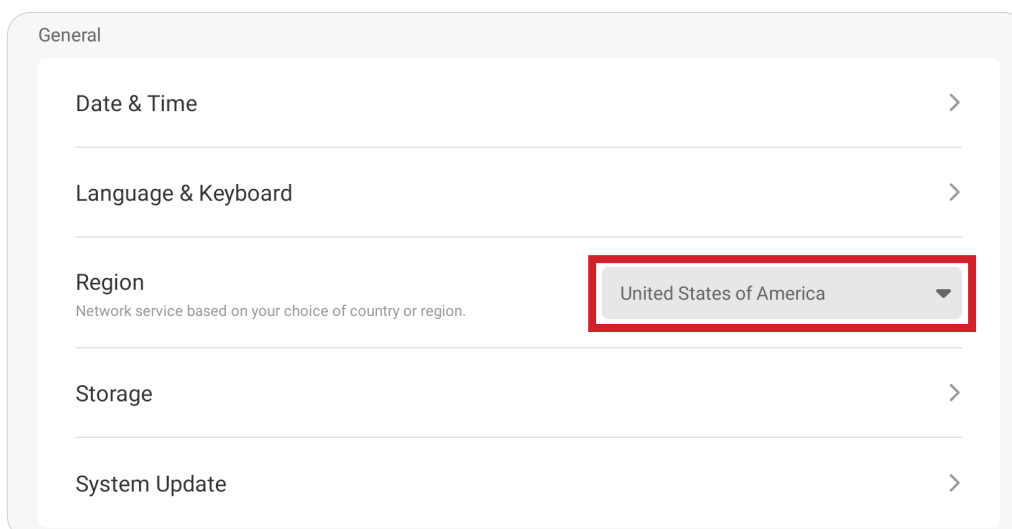 General
Date & Time
Language & Keyboard
Region
Network service based on your choice of country or region.
United States of America
Storage
System Update